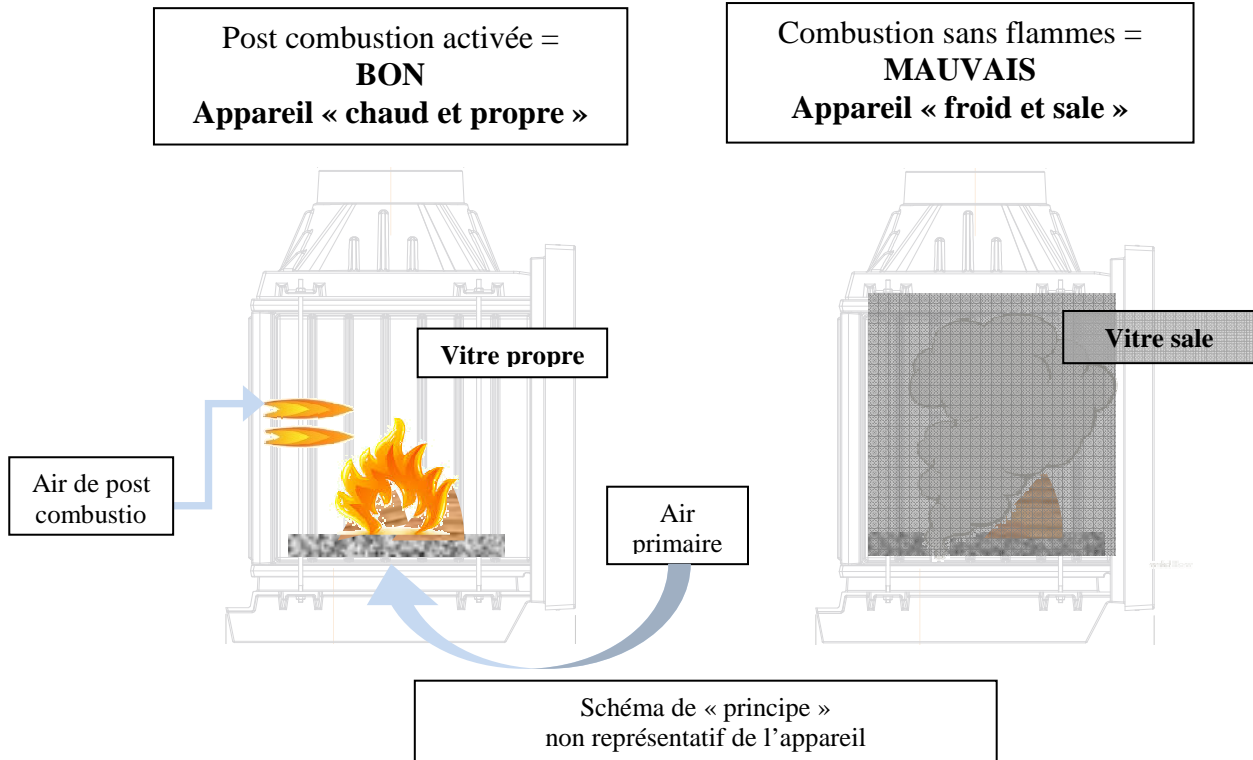 Post combustion activée =
BON
Appareil « chaud et propre »
Combustion sans flammes =
MAUVAIS
Appareil « froid et sale »
Vitre propre
Vitre sale
Air de post
combustio
Air
primaire
Schéma de « principe »
non représentatif de l’appareil